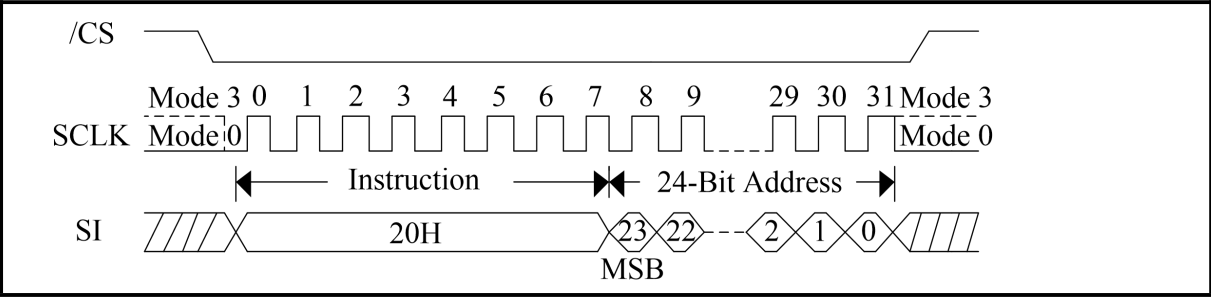 /CS
Mode 3 0 1 2 3 4 5 6 7 8 9 29 30 31 Mode 3
SCLK Mode 0 Mode 0
Instruction 24-Bit Address
SI 20H 23 22 2 1 0
MSB